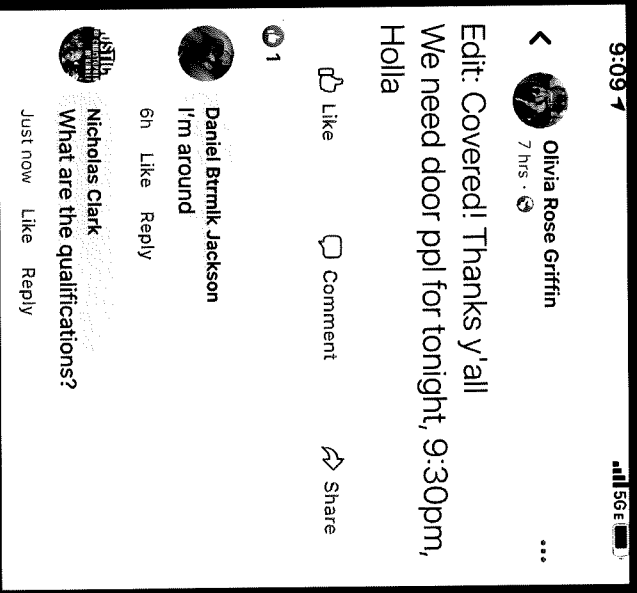 9:09
5GE
Olivia Rose Griffin
7 hrs ·
Edit: Covered! Thanks y'all
We need door ppl for tonight, 9:30pm,
Holla
Like Comment Share
1
Daniel Btrmlk Jackson
I'm around
6h Like Reply
Nicholas Clark
What are the qualifications?
Just now Like Reply